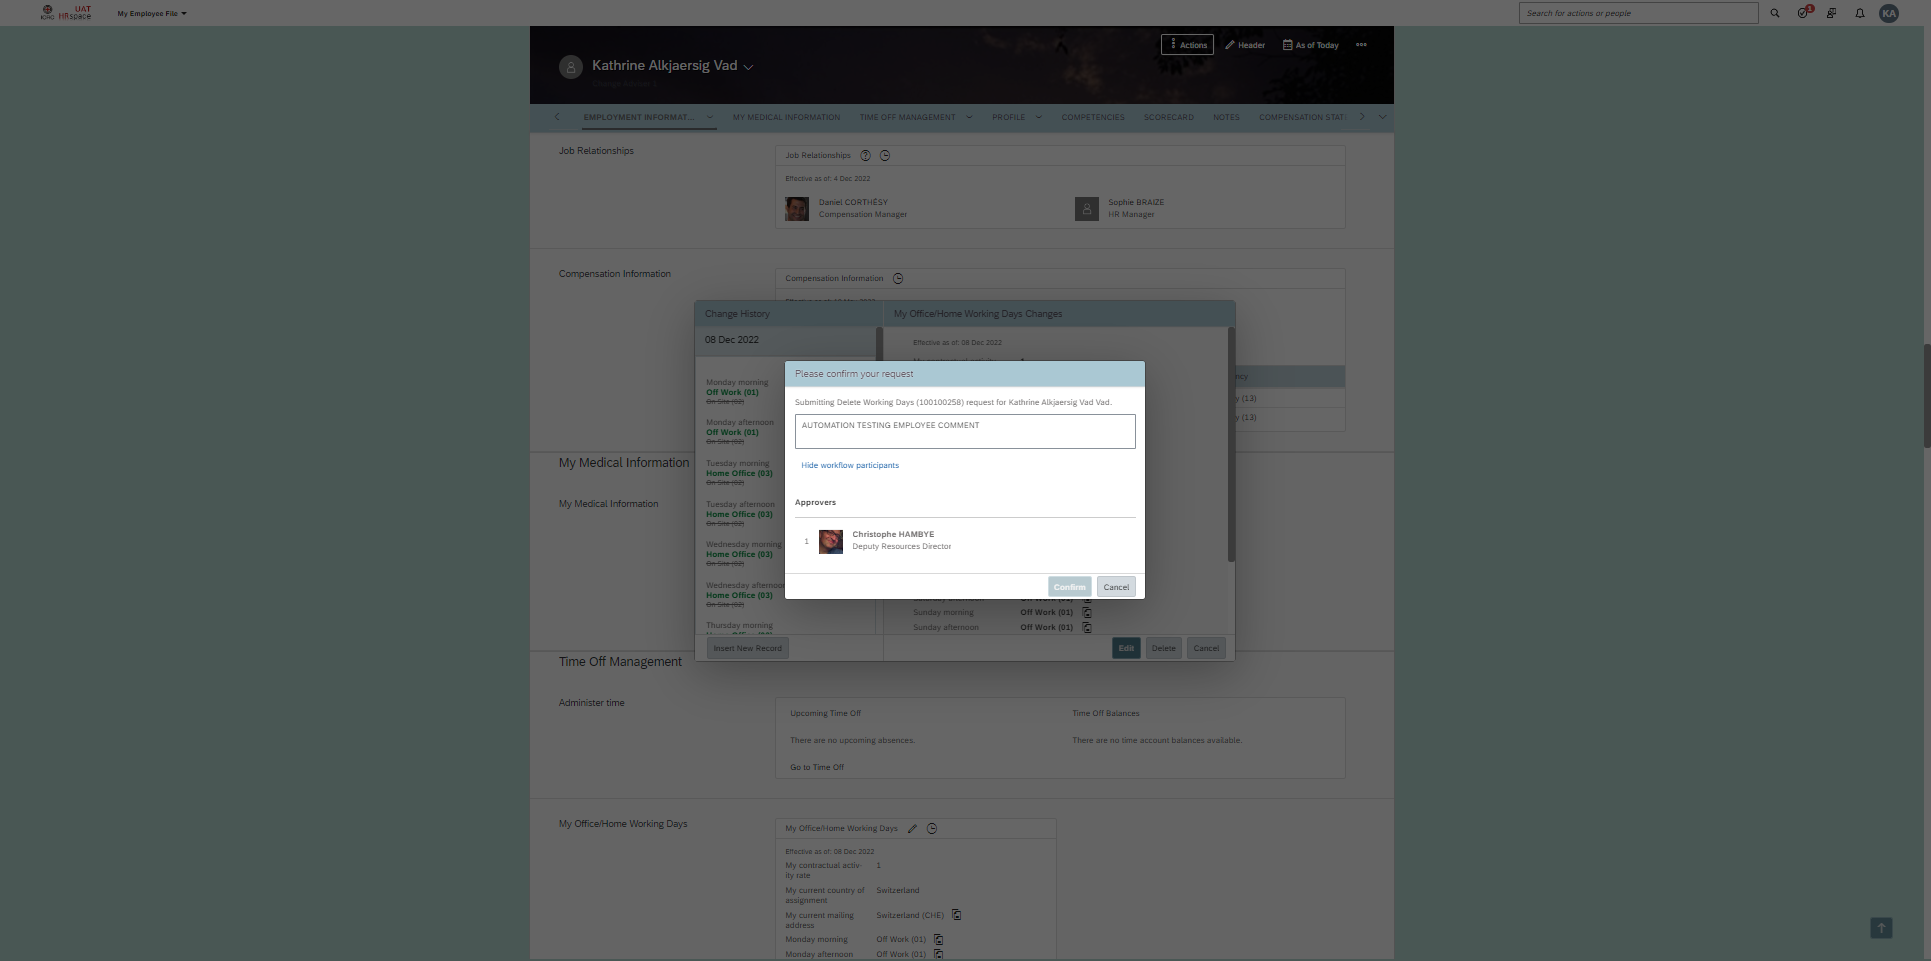 UAT
ICRC HRspace
My Employee File
Search for actions or people
1
KA
Actions
Header
As of Today
Kathrine Alkjaersig Vad
EMPLOYMENT INFORMAT...
MY MEDICAL INFORMATION
TIME OFF MANAGEMENT
PROFILE
COMPETENCIES
SCORECARD
NOTES
COMPENSATION STAT
Job Relationships
Job Relationships
Effective as of: 4 Dec 2022
Daniel CORTHÉSY
Compensation Manager
Sophie BRAIZE
HR Manager
Compensation Information
Compensation Information
Change History
My Office/Home Working Days Changes
08 Dec 2022
Effective as of: 08 Dec 2022
Monday morning
Off Work (01)
On Site (02)
Monday afternoon
Off Work (01)
On Site (02)
Tuesday morning
Home Office (03)
On Site (02)
Tuesday afternoon
Home Office (03)
On Site (02)
Wednesday morning
Home Office (03)
On Site (02)
Wednesday afternoon
Home Office (03)
On Site (02)
Thursday morning
Please confirm your request
Submitting Delete Working Days (100100258) request for Kathrine Alkjaersig Vad Vad.
AUTOMATION TESTING EMPLOYEE COMMENT
Hide workflow participants
Approvers
1
Christophe HAMBYE
Deputy Resources Director
Confirm
Cancel
ncy
y (13)
y (13)
Sunday morning Off Work (01)
Sunday afternoon Off Work (01)
Insert New Record
Edit
Delete
Cancel
My Medical Information
My Medical Information
Time Off Management
Administer time
Upcoming Time Off
There are no upcoming absences.
Go to Time Off
Time Off Balances
There are no time account balances available.
My Office/Home Working Days
My Office/Home Working Days
Effective as of: 08 Dec 2022
My contractual activ- 1
ity rate
My current country of Switzerland
assignment
My current mailing Switzerland (CHE)
address
Monday morning Off Work (01)
Monday afternoon Off Work (01)